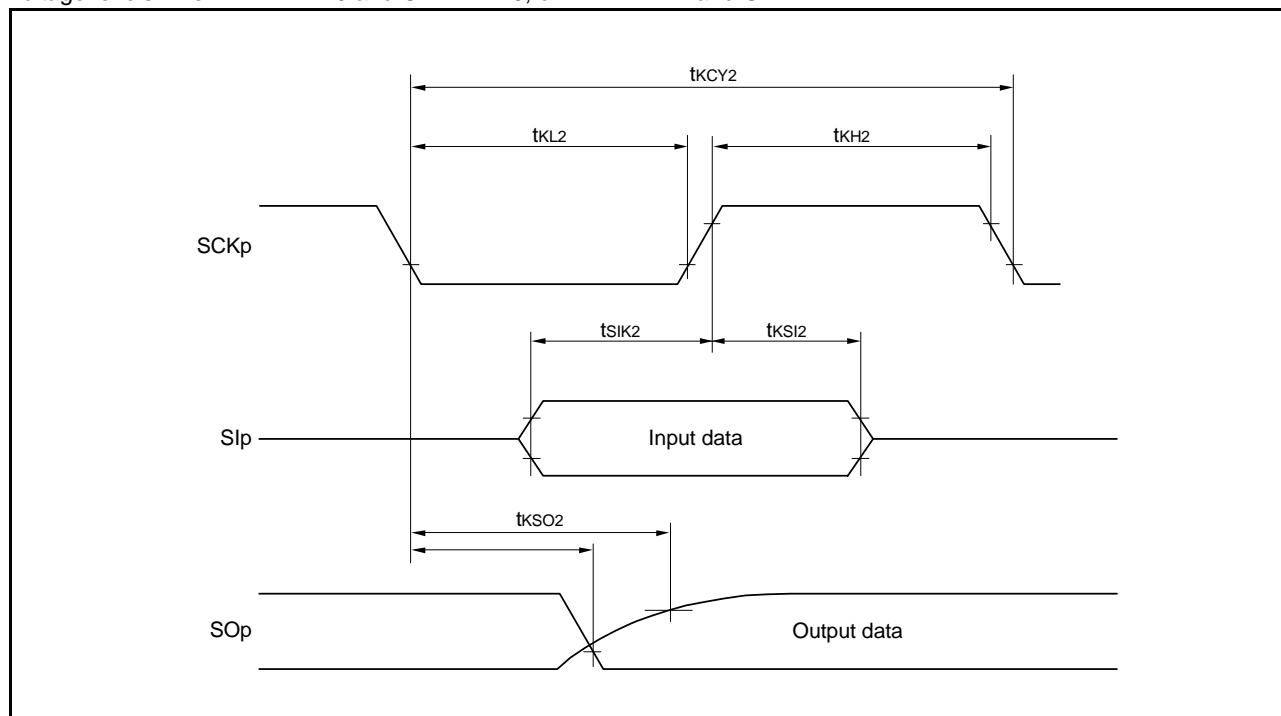 tKCY2
tKL2
tKH2
SCKp
tSIK2
tKSI2
SIp
Input data
tKSO2
SOp
Output data